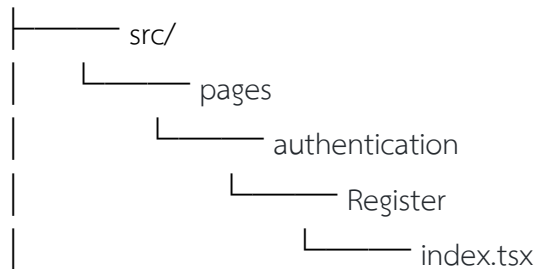 src/
pages
authentication
Register
index.tsx